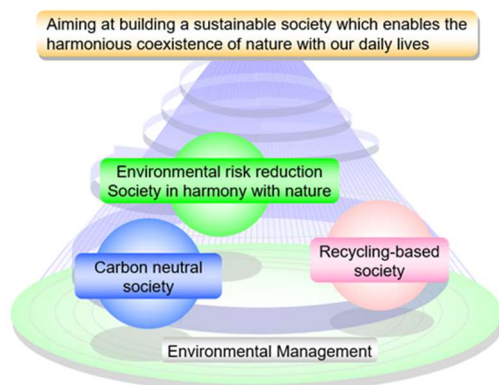 Aiming at building a sustainable society which enables the
harmonious coexistence of nature with our daily lives
Environmental risk reduction
Society in harmony with nature
Carbon neutral
society
Recycling-based
society
Environmental Management